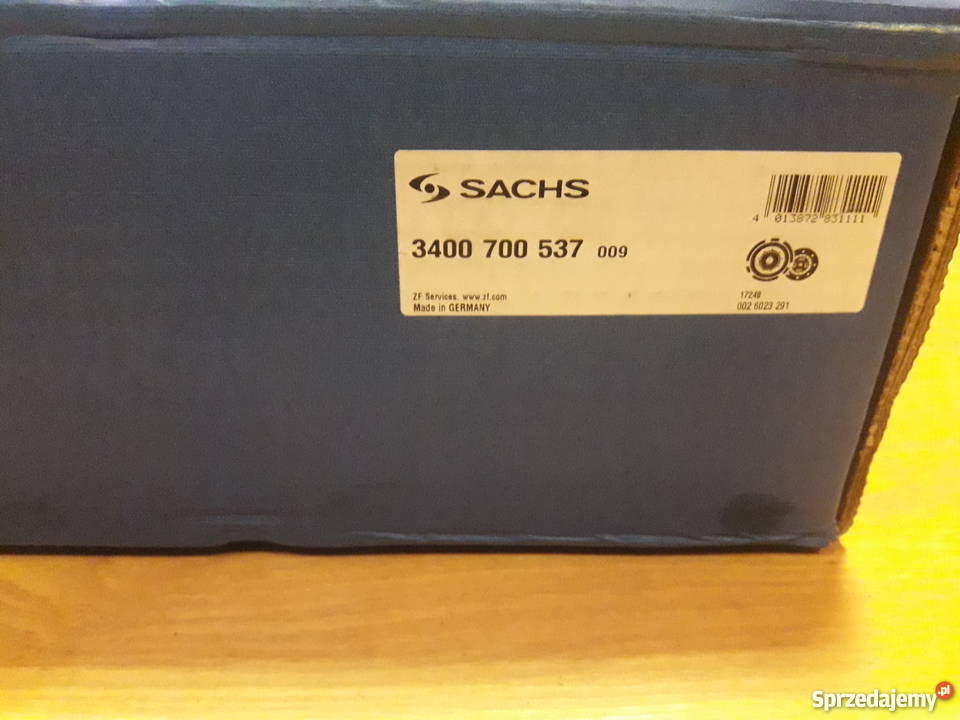 SACHS
4 013872 831111
3400 700 537 009
ZF Services. www.zf.com
Made in GERMANY
17248
002 6023 291
Sprzedajemy.pl